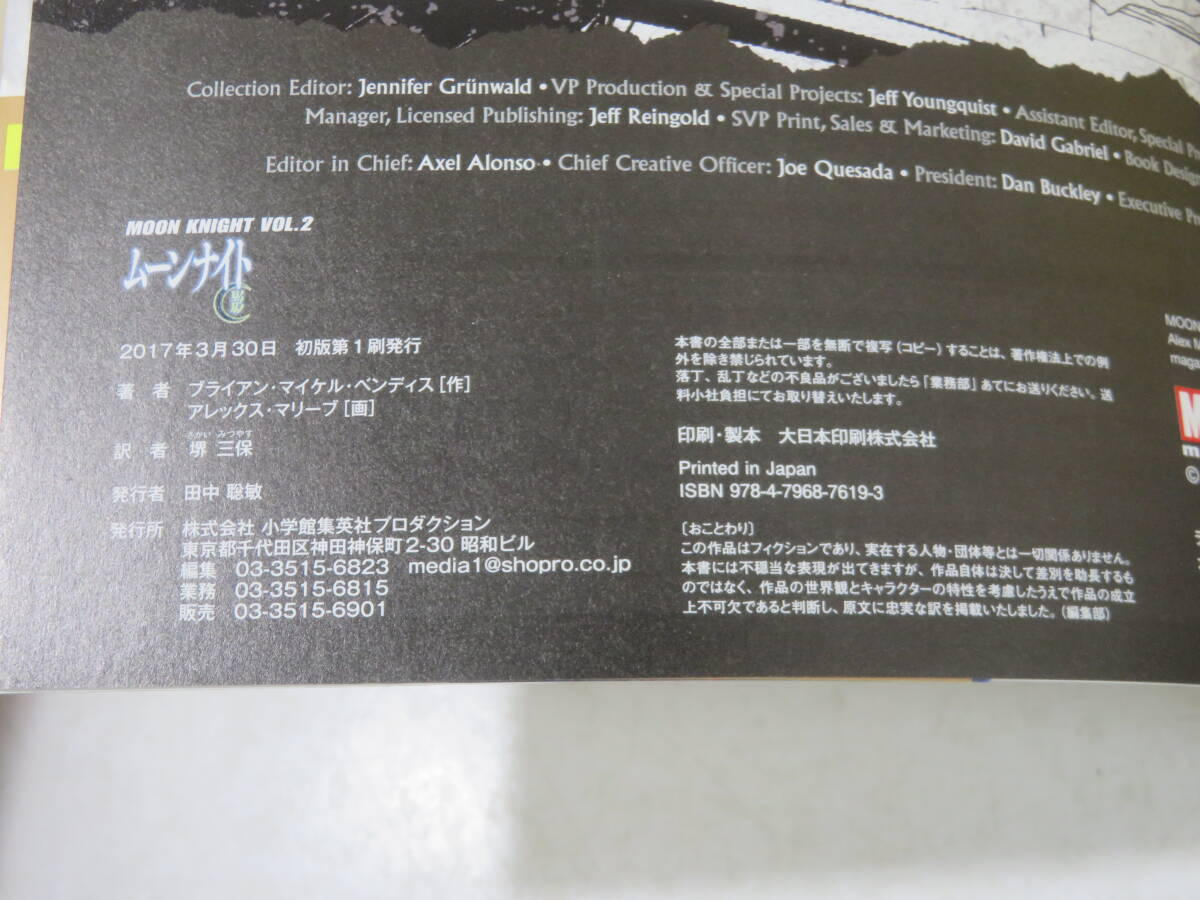 Collection Editor: Jennifer Grünwald • VP Production & Special Projects: Jeff Youngquist • Assistant Editor, Special
Manager, Licensed Publishing: Jeff Reingold • SVP Print, Sales & Marketing: David Gabriel • Book
Editor in Chief: Axel Alonso • Chief Creative Officer: Joe Quesada • President: Dan Buckley • Executive
MOON KNIGHT VOL.2
ムーンナイト
影
2017年3月30日 初版第1刷発行
著 者 ブライアン・マイケル・ベンディス[作]
アレックス・マリーブ[画]
さかい みつやす
訳 者 堺 三保
発行者 田中 聡敏
発行所 株式会社 小学館集英社プロダクション
東京都千代田区神田神保町2-30 昭和ビル
編集 03-3515-6823 media1@shopro.co.jp
業務 03-3515-6815
販売 03-3515-6901
本書の全部または一部を無断で複写(コピー)することは、著作権法上での例
外を除き禁じられています。
落丁、乱丁などの不良品がございましたら「業務部」あてにお送りください。送
料小社負担にてお取り替えいたします。
印刷・製本 大日本印刷株式会社
Printed in Japan
ISBN 978-4-7968-7619-3
〔おことわり〕
この作品はフィクションであり、実在する人物・団体等とは一切関係ありません。
本書には不穏当な表現が出てきますが、作品自体は決して差別を助長するも
のではなく、作品の世界観とキャラクターの特性を考慮したうえで作品の成立
上不可欠であると判断し、原文に忠実な訳を掲載いたしました。(編集部)
Alex
©